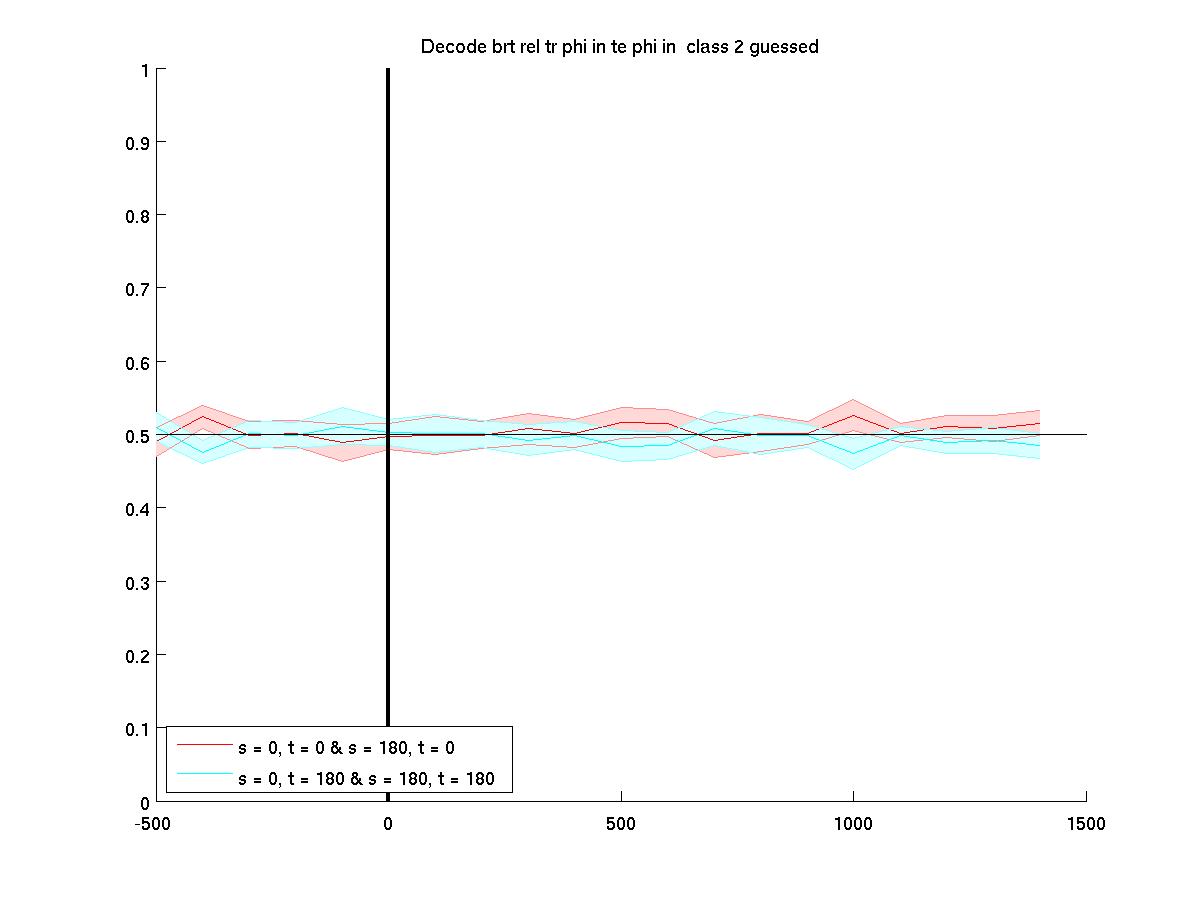 Decode brt rel tr phi in te phi in  class 2 guessed
1
0.9
0.8
0.7
0.6
0.5
0.4
0.3
0.2
0.1
0
s = 0, t = 0 & s = 180, t = 0
s = 0, t = 180 & s = 180, t = 180
-500 0 500 1000 1500